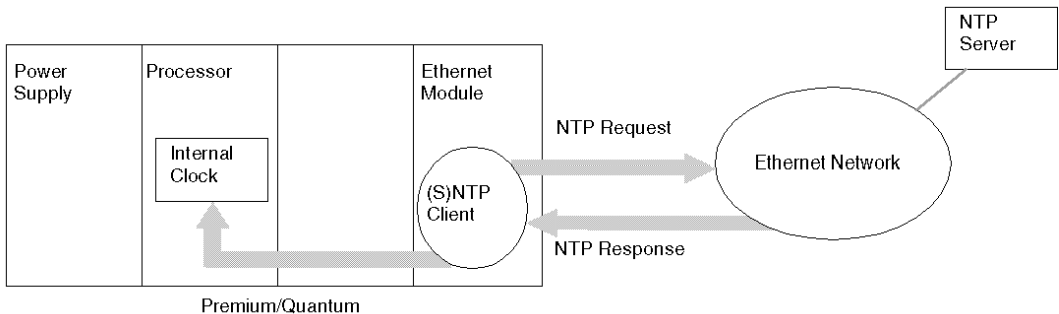 NTP
Server
Power
Supply
Processor
Ethernet
Module
NTP Request
Internal
Clock
Ethernet Network
(S)NTP
Client
NTP Response
Premium/Quantum